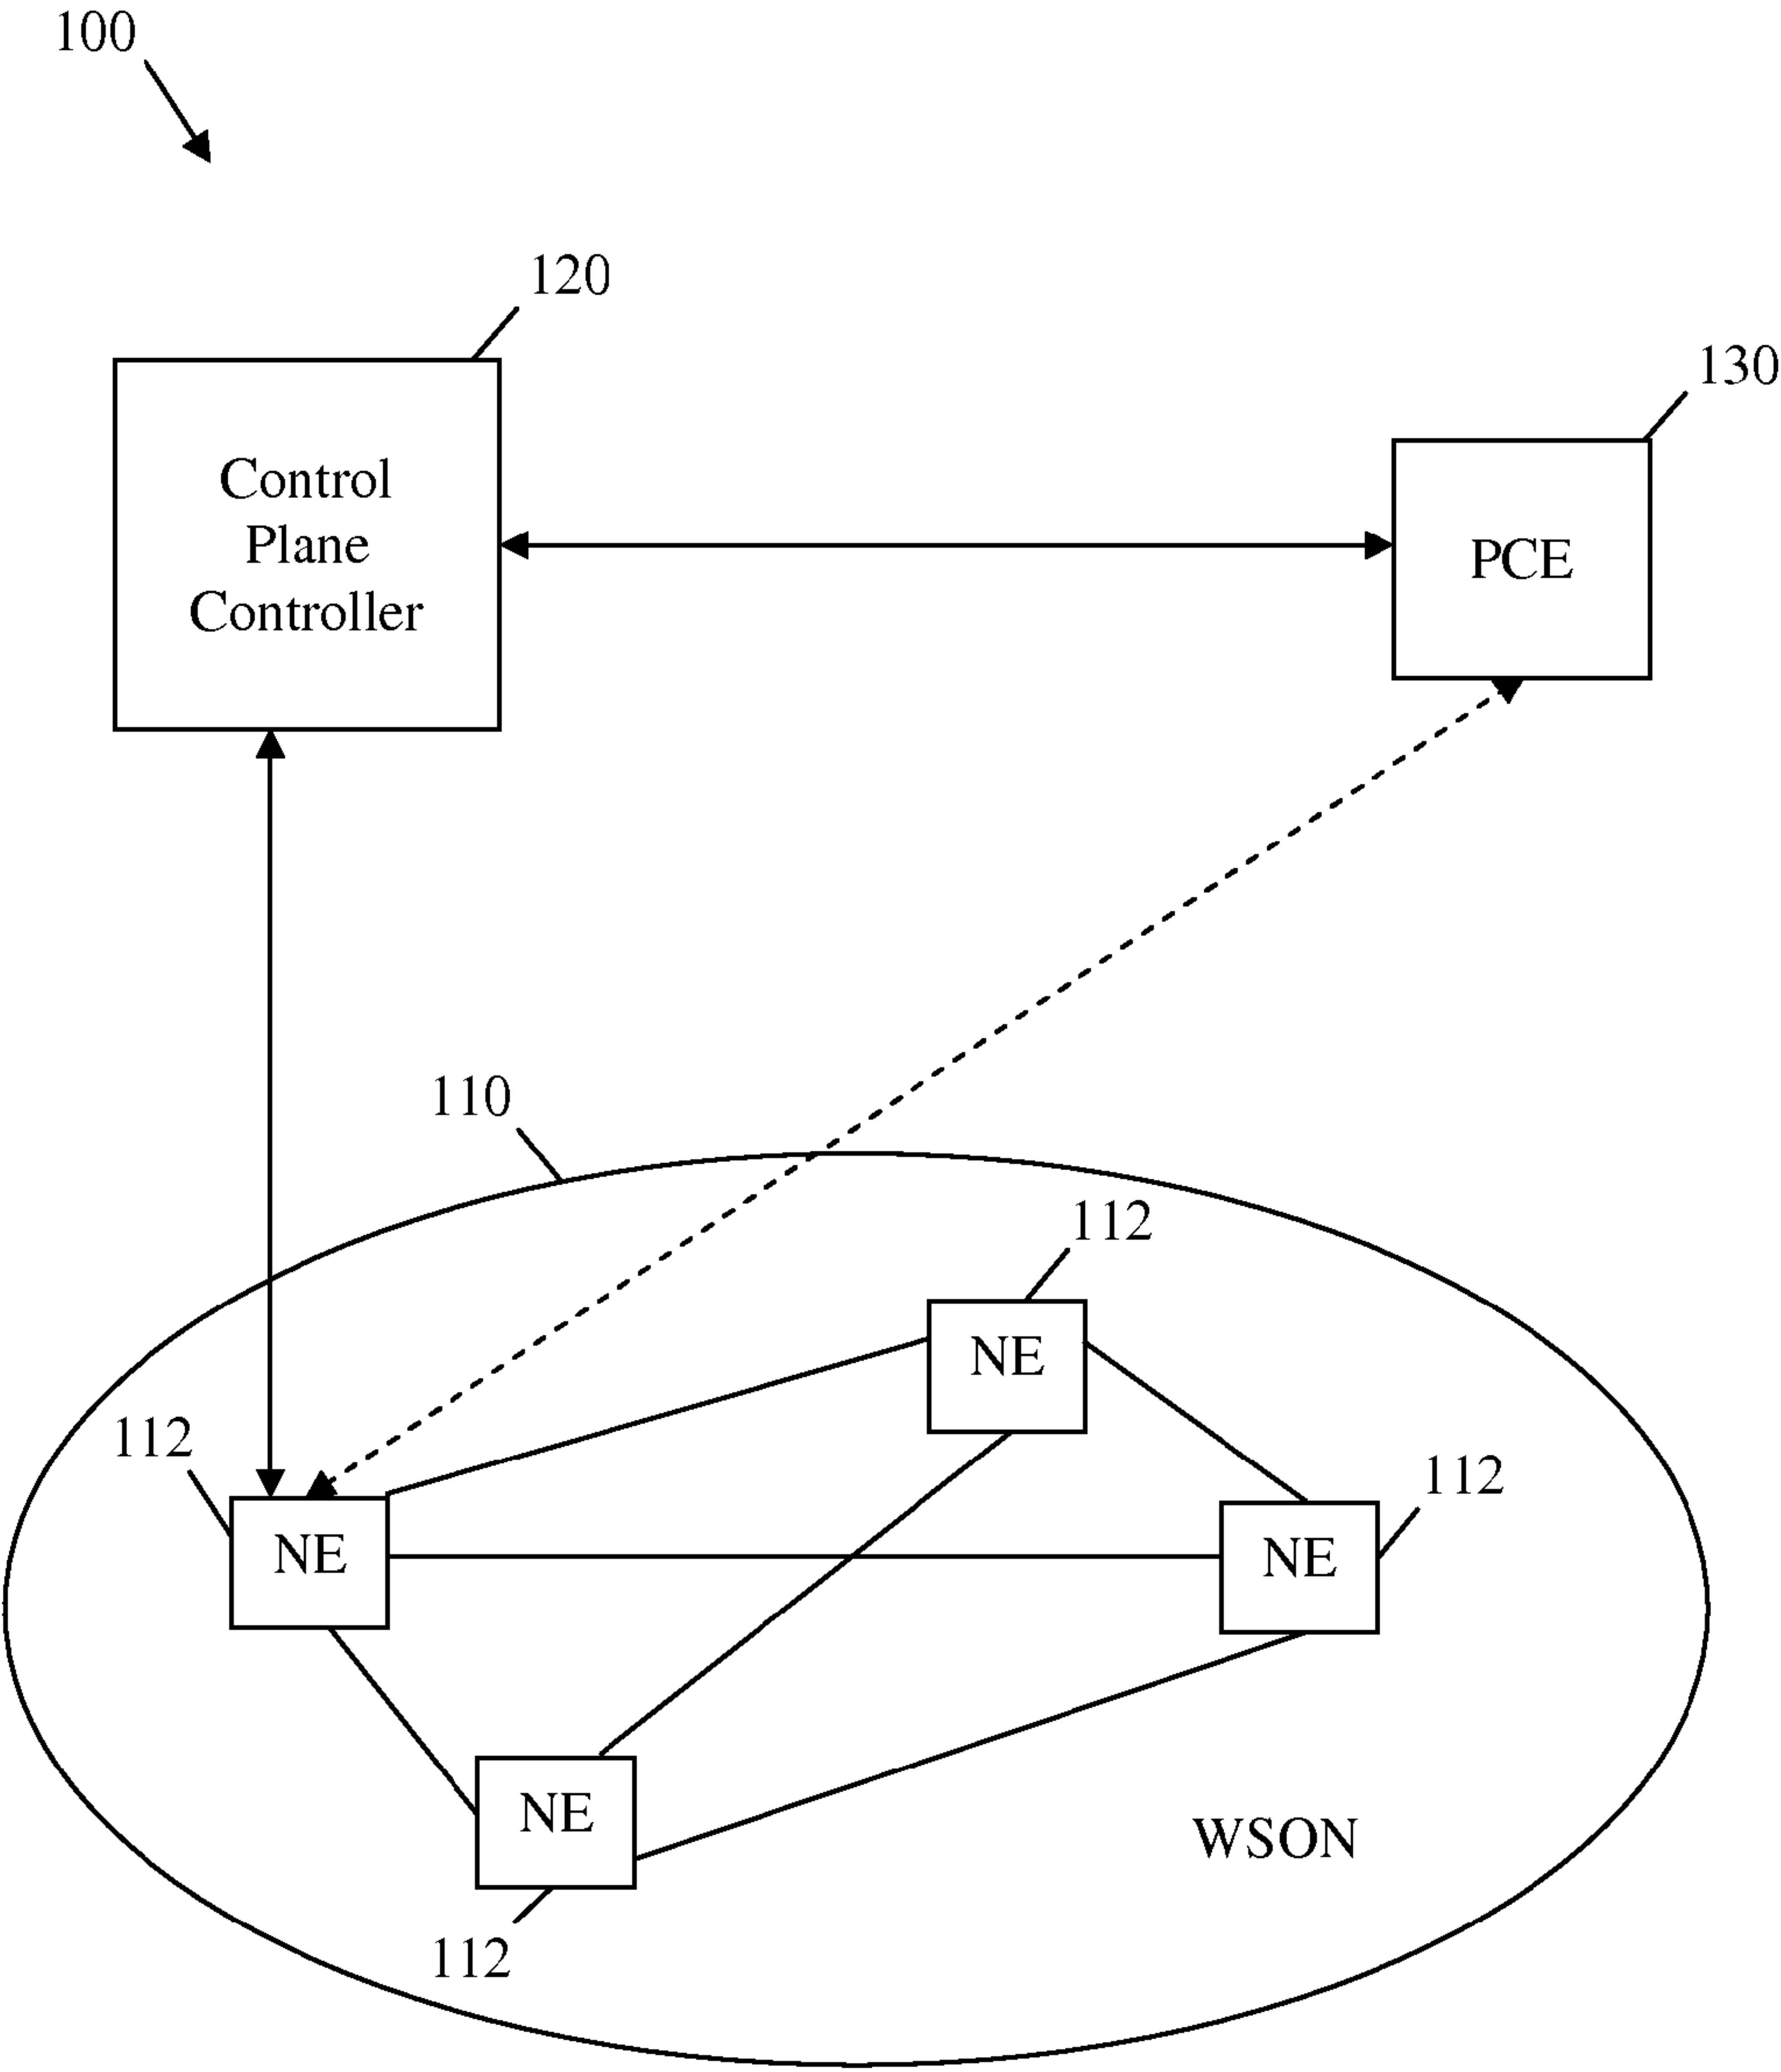 100
120
130
Control
Plane
Controller
PCE
110
112
NE
112
NE
112
NE
NE
WSON
112